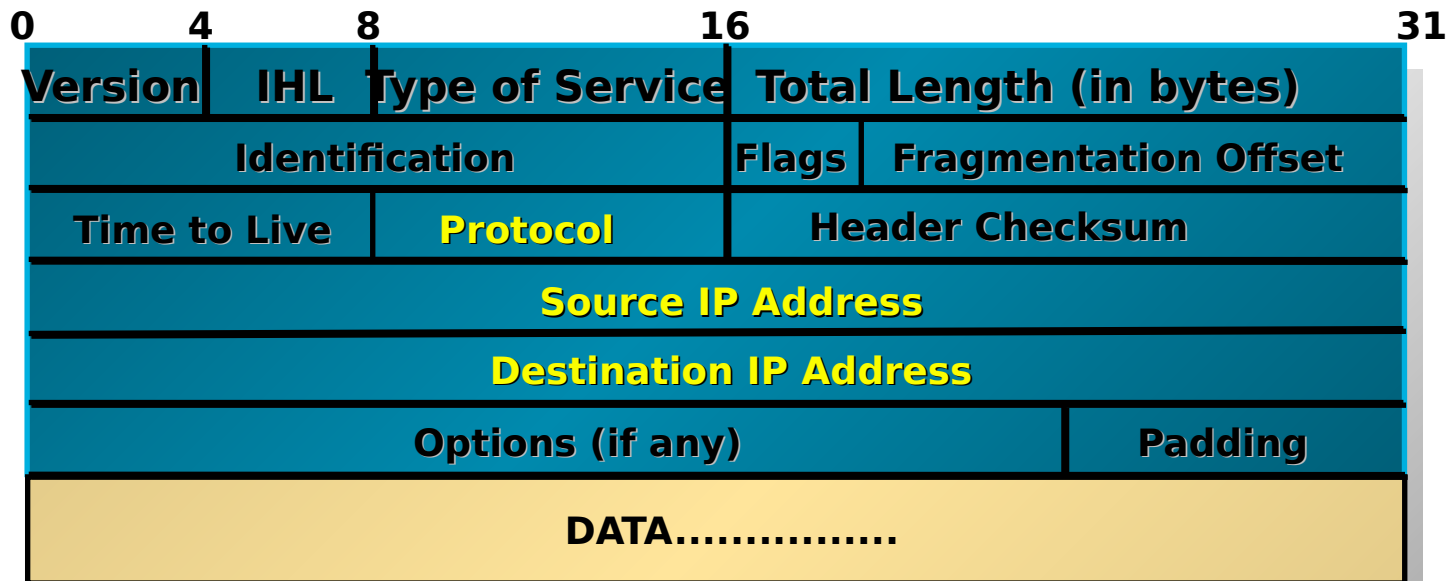 0 4 8 16 31
Version IHL Type of Service Total Length (in bytes)
Identification Flags Fragmentation Offset
Time to Live Protocol Header Checksum
Source IP Address
Destination IP Address
Options (if any) Padding
DATA................